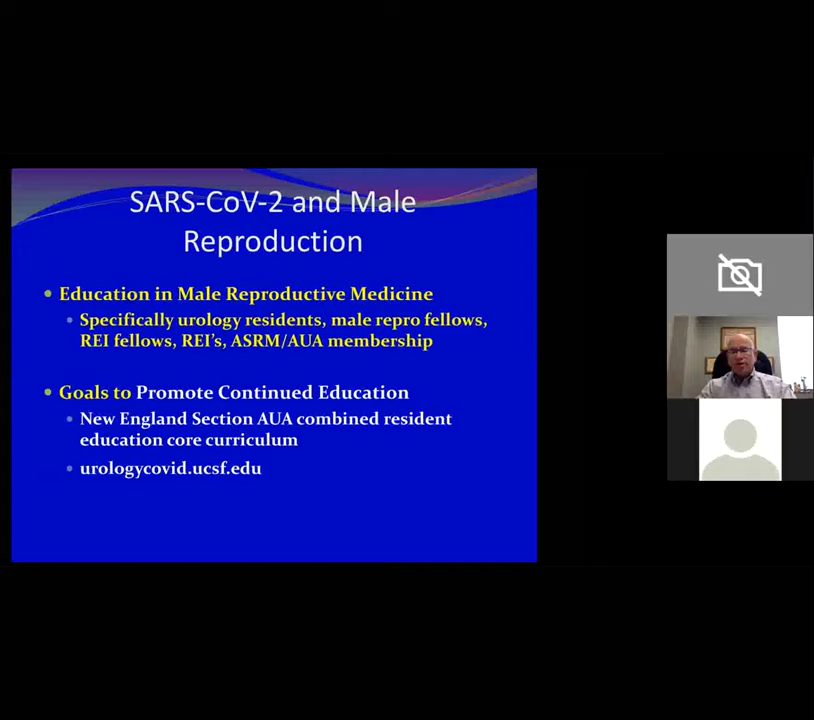 SARS-CoV-2 and Male
Reproduction
Education in Male Reproductive Medicine
Specifically urology residents, male repro fellows,
REI fellows, REI's, ASRM/AUA membership
Goals to Promote Continued Education
New England Section AUA combined resident
education core curriculum
urologycovid.ucsf.edu